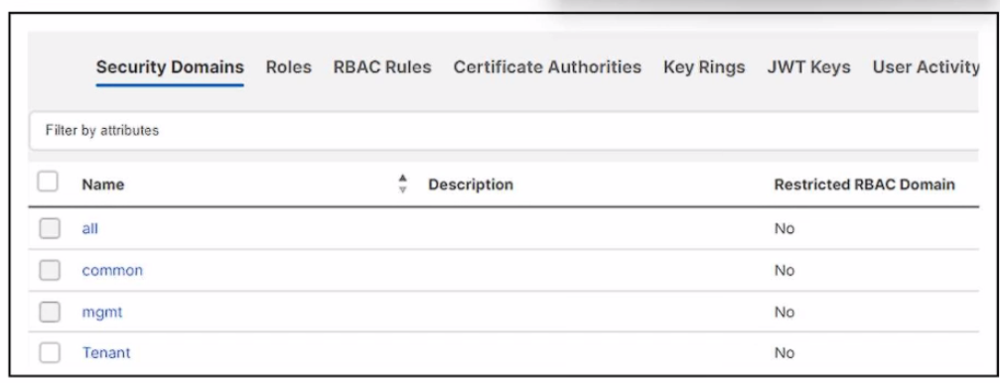 Security Domains Roles RBAC Rules Certificate Authorities Key Rings JWT Keys User Activity
Filter by attributes
Name Description Restricted RBAC Domain
all No
common No
mgmt No
Tenant No